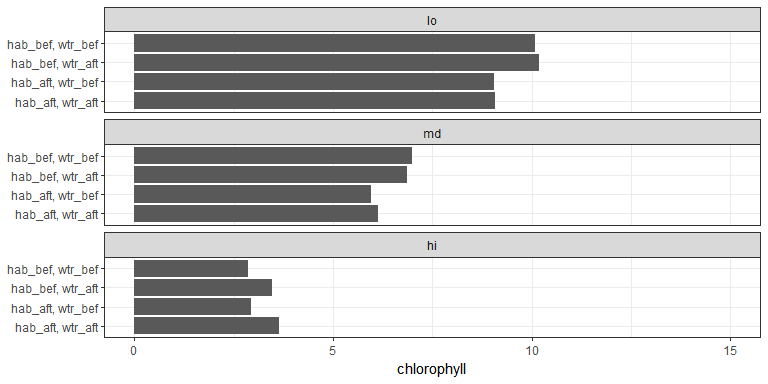 lo
hab_bef, wtr_bef
hab_bef, wtr_aft
hab_aft, wtr_bef
hab_aft, wtr_aft
md
hab_bef, wtr_bef
hab_bef, wtr_aft
hab_aft, wtr_bef
hab_aft, wtr_aft
hi
hab_bef, wtr_bef
hab_bef, wtr_aft
hab_aft, wtr_bef
hab_aft, wtr_aft
0 5 10 15
chlorophyll